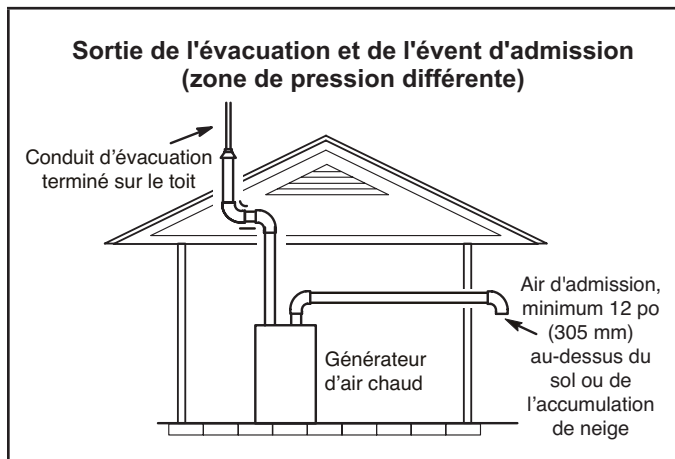 Sortie de l'évacuation et de l'évent d'admission
(zone de pression différente)
Conduit d’évacuation
terminé sur le toit
Air d'admission,
minimum 12 po
(305 mm)
au-dessus du
sol ou de
l’accumulation
de neige
Générateur
d’air chaud